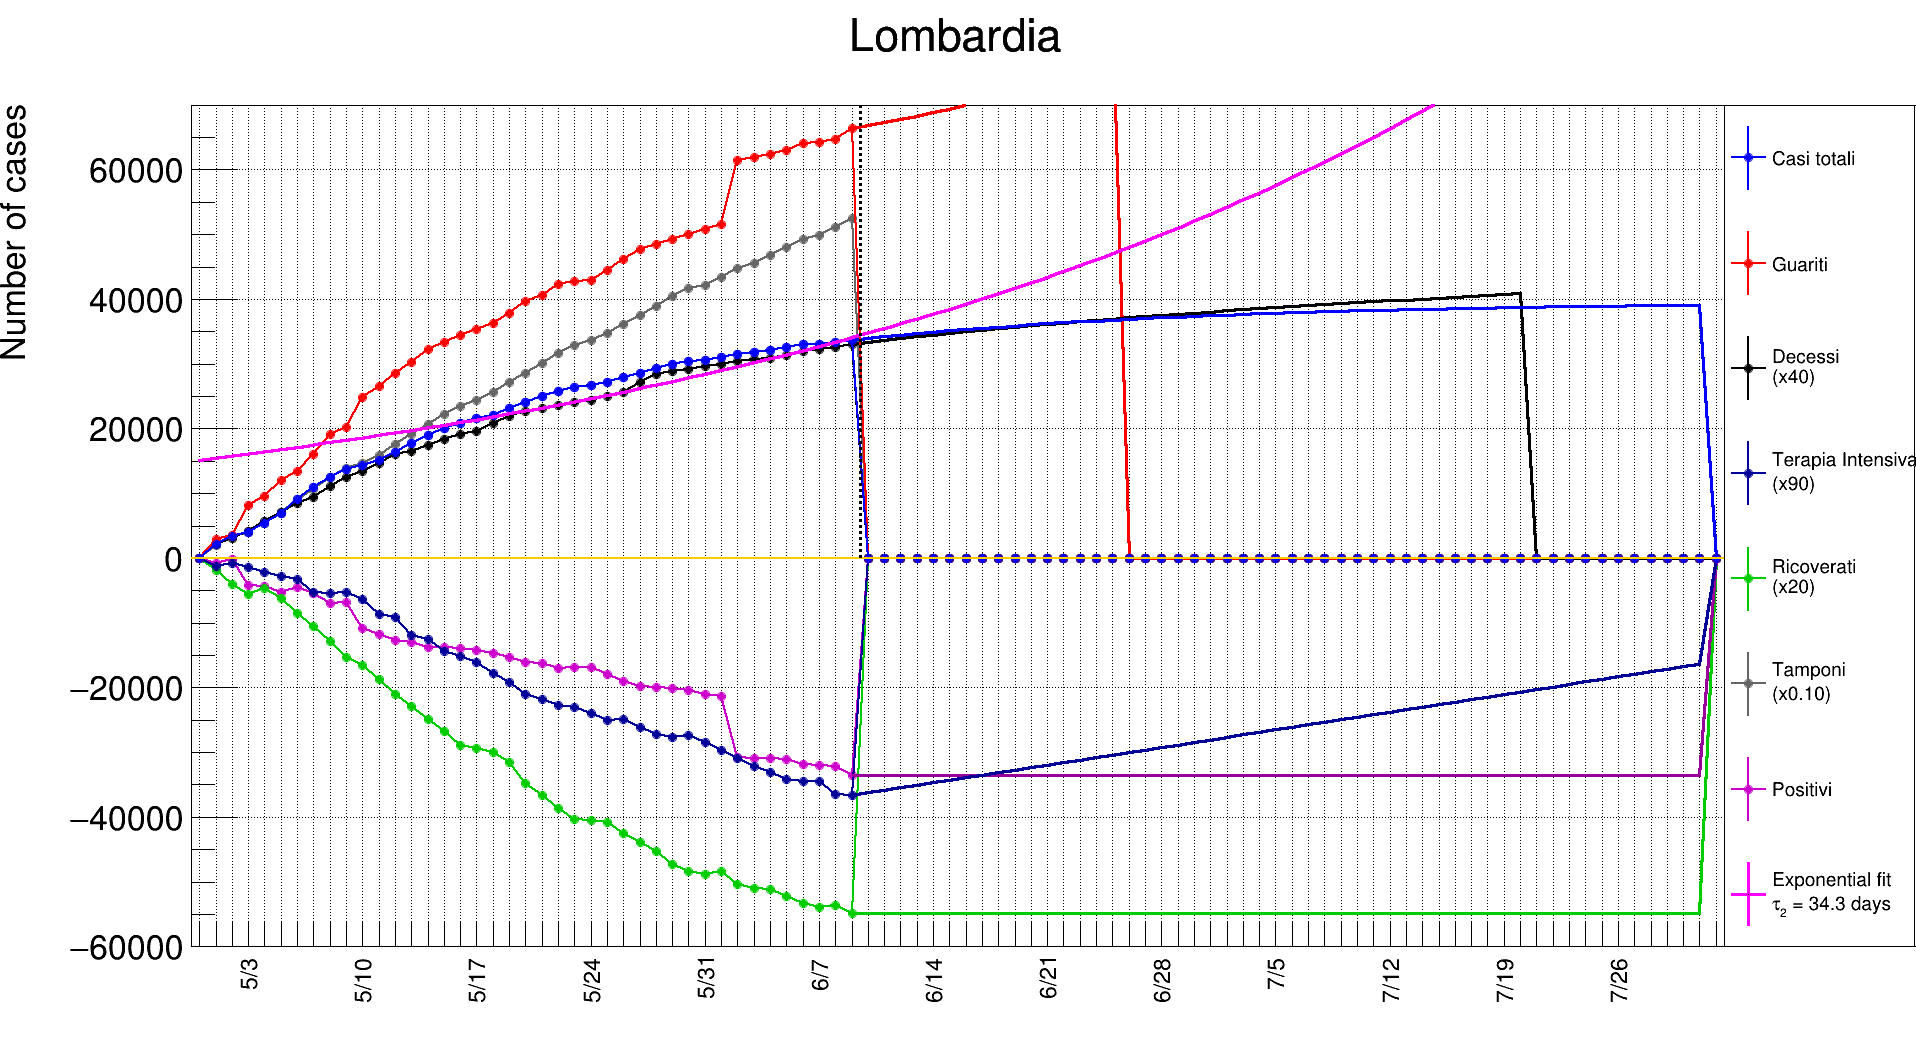 Lombardia
Number of cases
60000
40000
20000
0
−20000
−40000
−60000
5/3
5/10
5/17
5/24
5/31
6/7
6/14
6/21
6/28
7/5
7/12
7/19
7/26
Casi totali
Guariti
Decessi
(x40)
Terapia Intensiva
(x90)
Ricoverati
(x20)
Tamponi
(x0.10)
Positivi
Exponential fit
τ₂ = 34.3 days